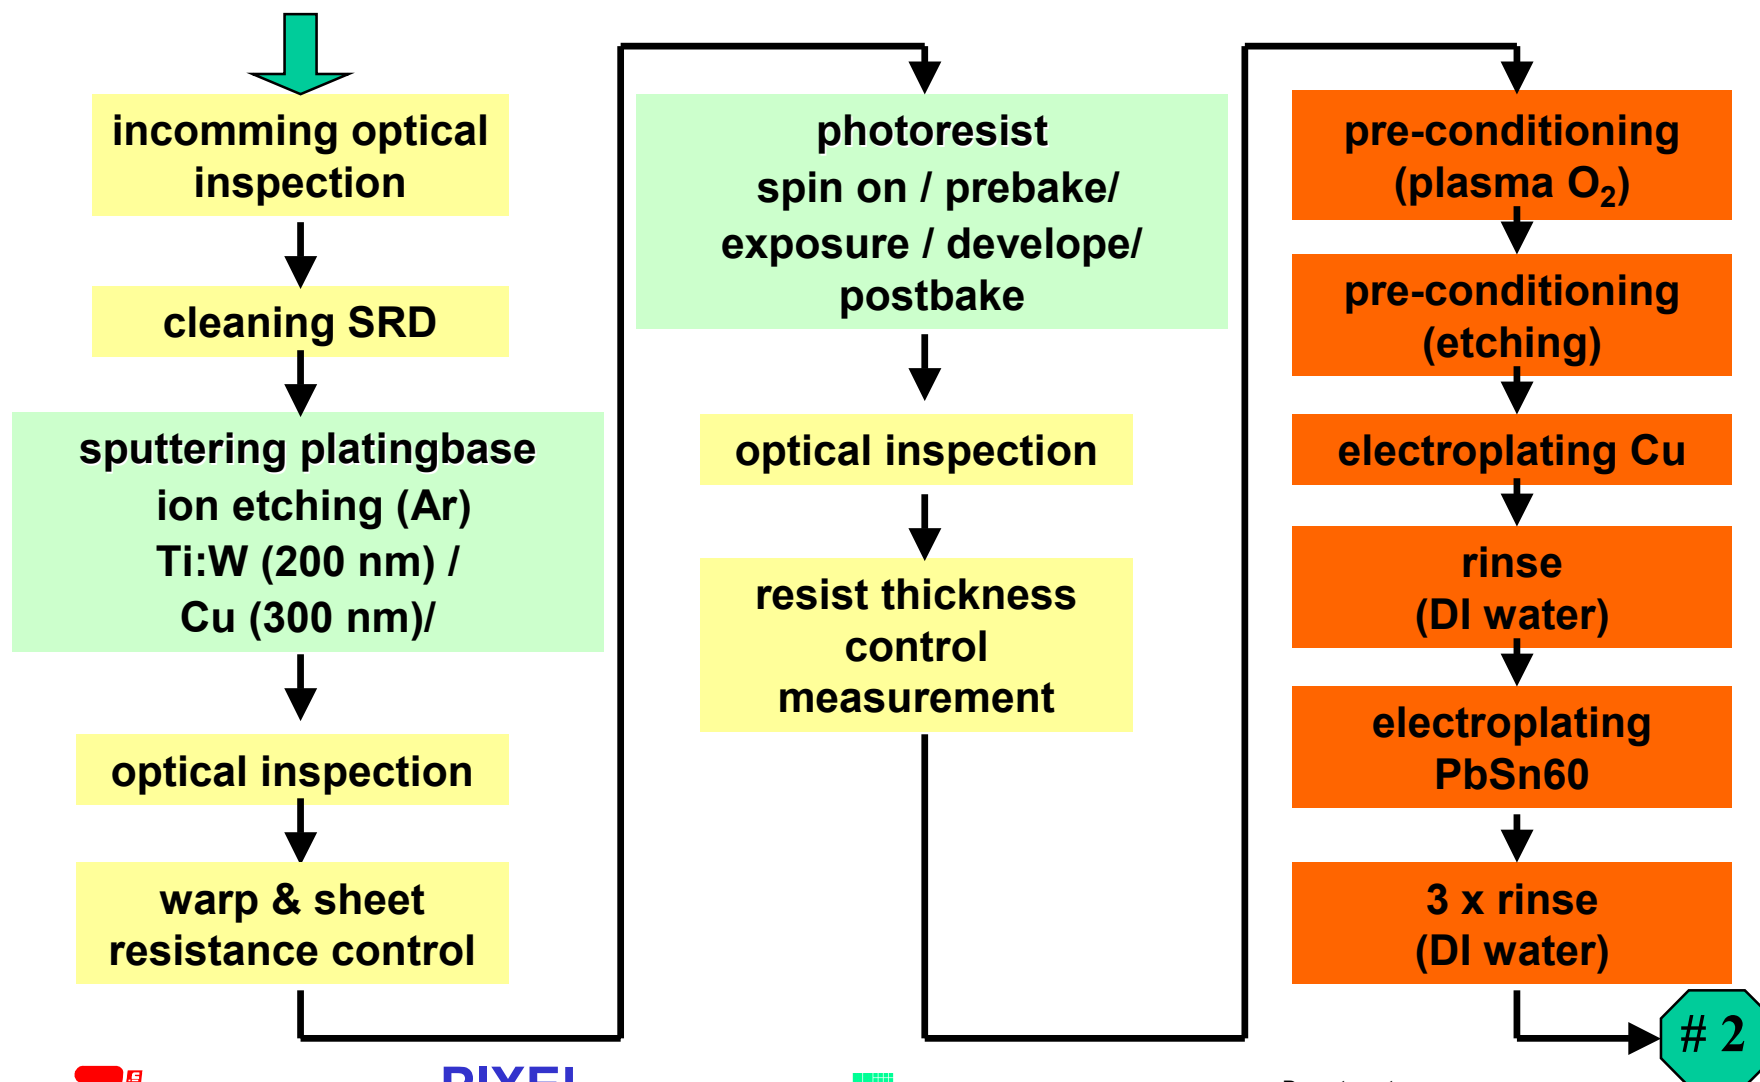 incomming optical
inspection
cleaning SRD
sputtering platingbase
ion etching (Ar)
Ti:W (200 nm) /
Cu (300 nm)/
optical inspection
warp & sheet
resistance control
photoresist
spin on / prebake/
exposure / develope/
postbake
optical inspection
resist thickness
control
measurement
pre-conditioning
(plasma O₂)
pre-conditioning
(etching)
electroplating Cu
rinse
(DI water)
electroplating
PbSn60
3 x rinse
(DI water)
# 2
PIXEL